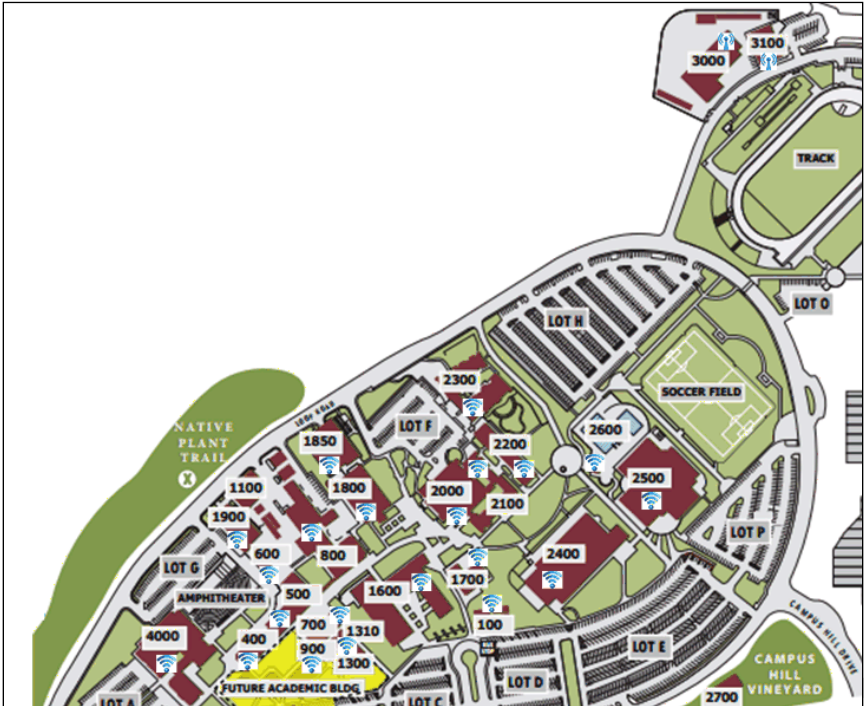 3100
3000
TRACK
LOT O
LOT H
SOCCER FIELD
2300
LOOP ROAD
LOT F
NATIVE
PLANT
TRAIL
X
1850
2200
2600
1100
1800
2000
2100
2500
1900
LOT P
600
800
2400
LOT G
AMPHITHEATER
500
1600
1700
4000
400
700
1310
100
900
1300
LOT E
CAMPUS HILL DRIVE
FUTURE ACADEMIC BLDG
LOT D
CAMPUS
HILL
VINEYARD
LOT A
LOT C
2700